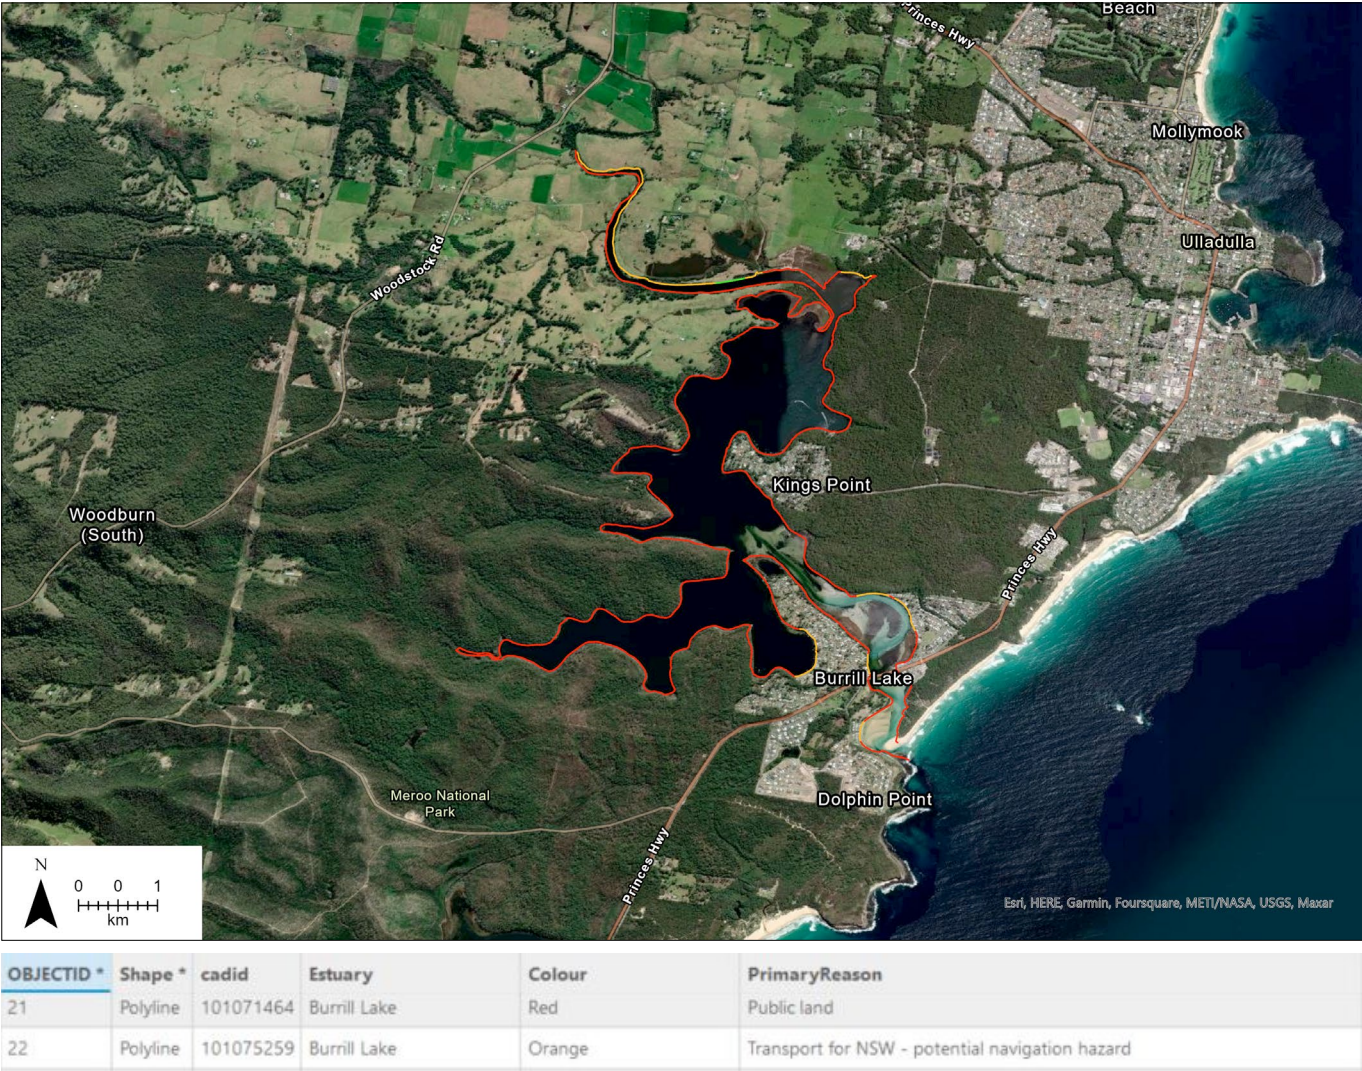 Beach
Princes Hwy
Mollymook
Ulladulla
Woodstock Rd
Kings Point
Woodburn
(South)
Princes Hwy
Burrill Lake
Meroo National
Park
Dolphin Point
Princes Hwy
N
0 0 1
km
Esri, HERE, Garmin, Foursquare, METI/NASA, USGS, Maxar
OBJECTID * Shape * cadid Estuary Colour PrimaryReason
21 Polyline 101071464 Burrill Lake Red Public land
22 Polyline 101075259 Burrill Lake Orange Transport for NSW - potential navigation hazard